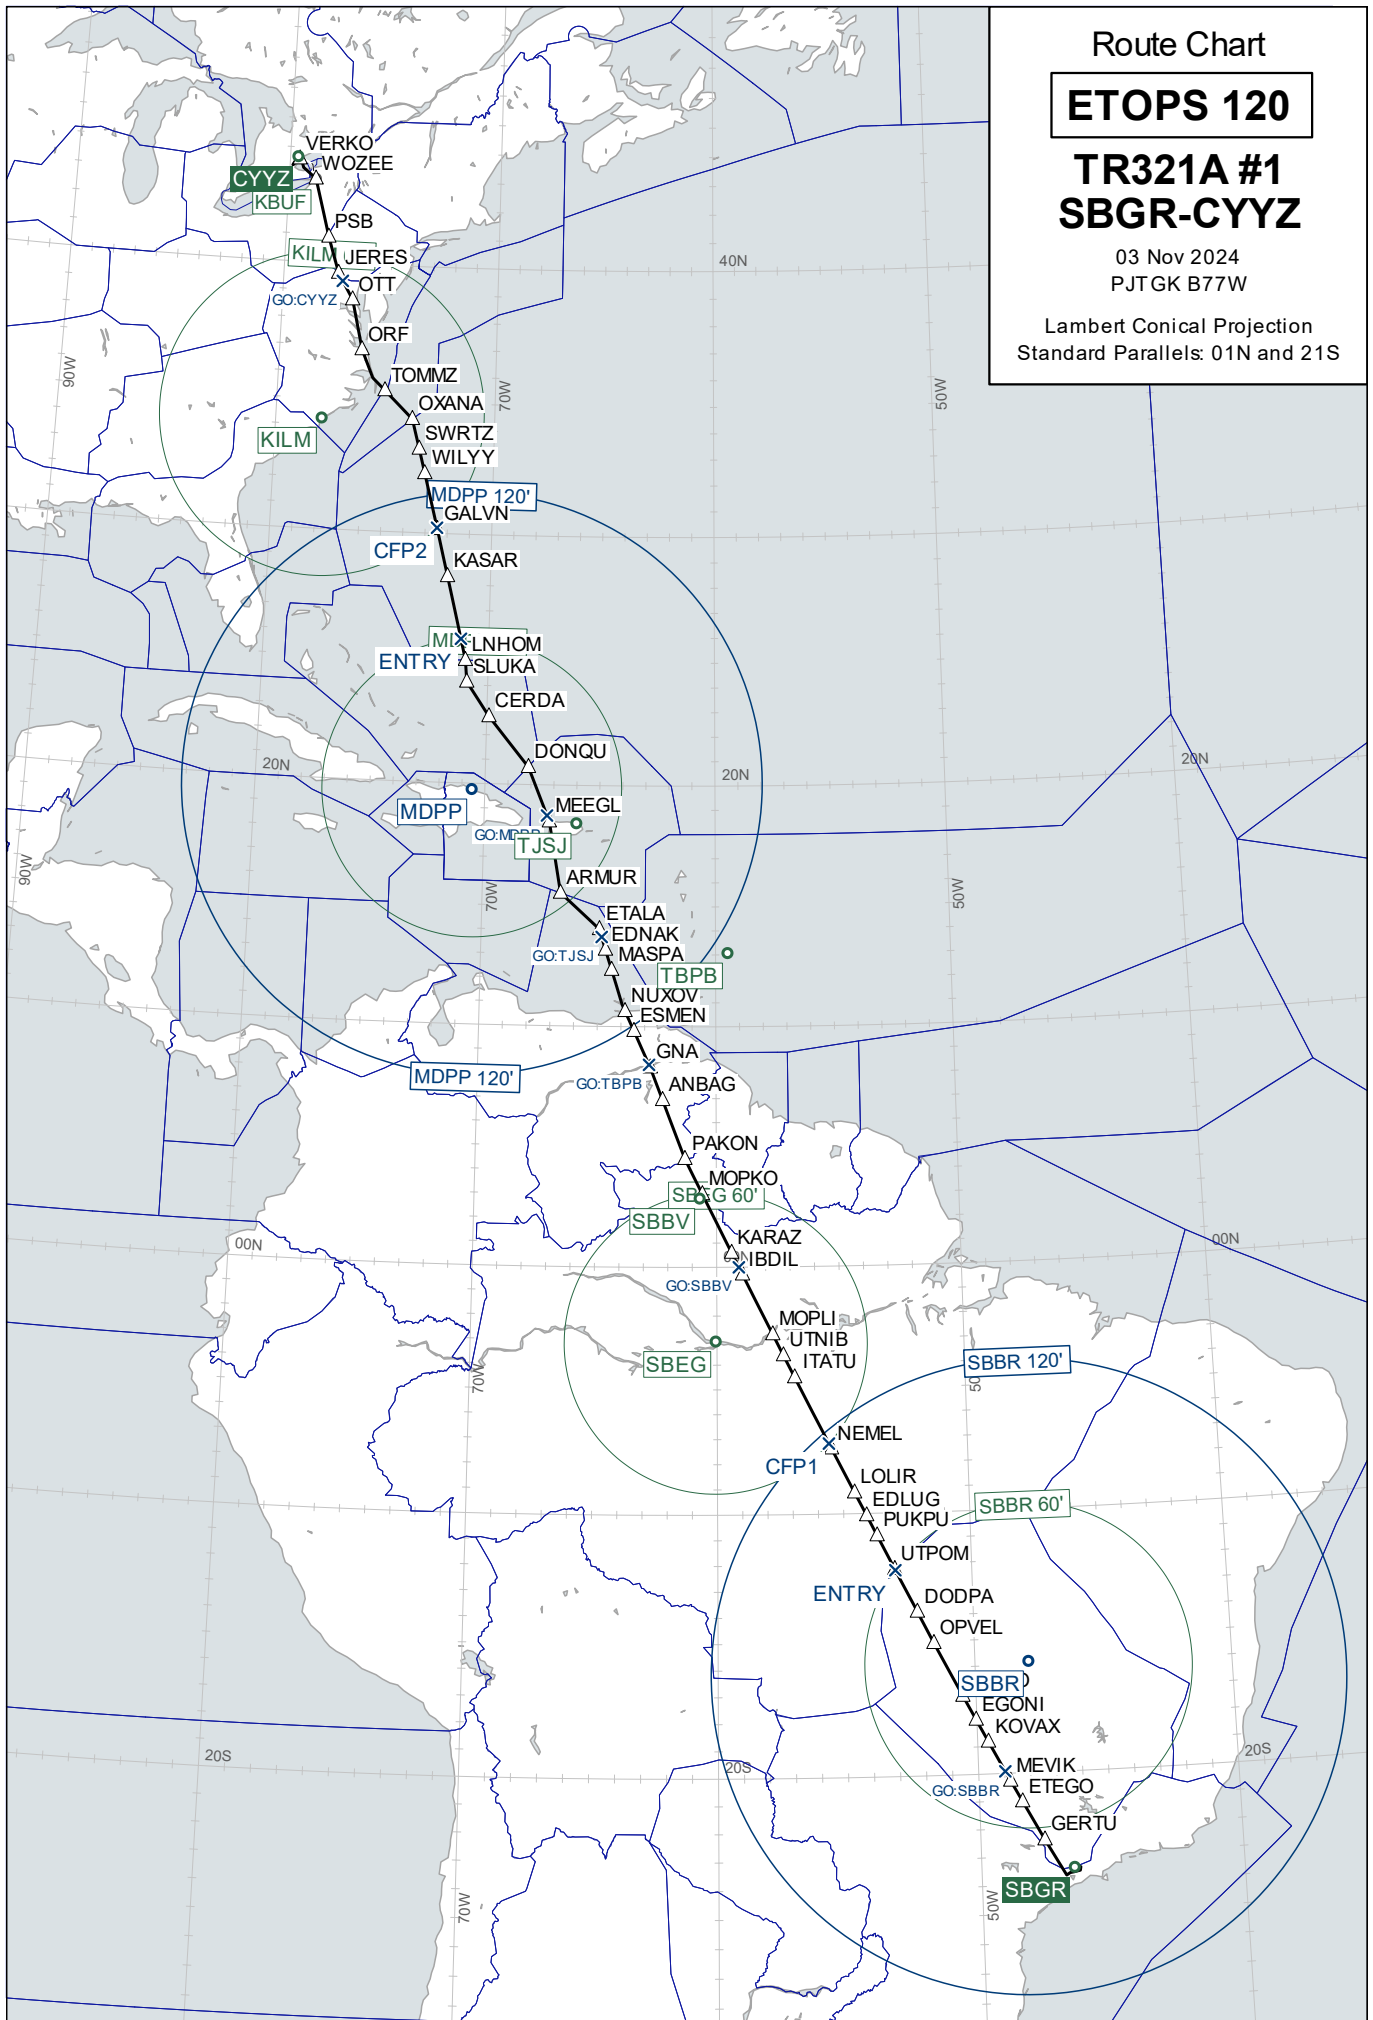 Route Chart
ETOPS 120
TR321A #1
SBGR-CYYZ
03 Nov 2024
PJTGK B77W
Lambert Conical Projection
Standard Parallels: 01N and 21S
VERKO
WOZEE
CYYZ
KBUF
PSB
KILM
JERES
40N
OTT
GO:CYYZ
ORF
90W
TOMMZ
70W
50W
OXANA
SWRTZ
KILM
WILYY
MDPP 120'
GALVN
CFP2
KASAR
LNHOM
ENTRY
SLUKA
CERDA
DONQU
20N
20N
20N
MEEGL
MDPP
GO:MDPP
TJSJ
90W
ARMUR
70W
50W
ETALA
EDNAK
GO:TJSJ
MASPA
TBPB
NUXOV
ESMEN
GNA
MDPP 120'
GO:TBPB
ANBAG
PAKON
MOPKO
SBEG 60'
SBBV
KARAZ
00N
00N
IBDIL
GO:SBBV
MOPLI
UTNIB
SBEG
ITATU
SBBR 120'
70W
NEMEL
CFP1
LOLIR
EDLUG
SBBR 60'
PUKPU
UTPOM
ENTRY
DODPA
OPVEL
SBBR
EGONI
KOVAX
20S
20S
20S
MEVIK
GO:SBBR
ETEGO
GERTU
SBGR
70W
50W